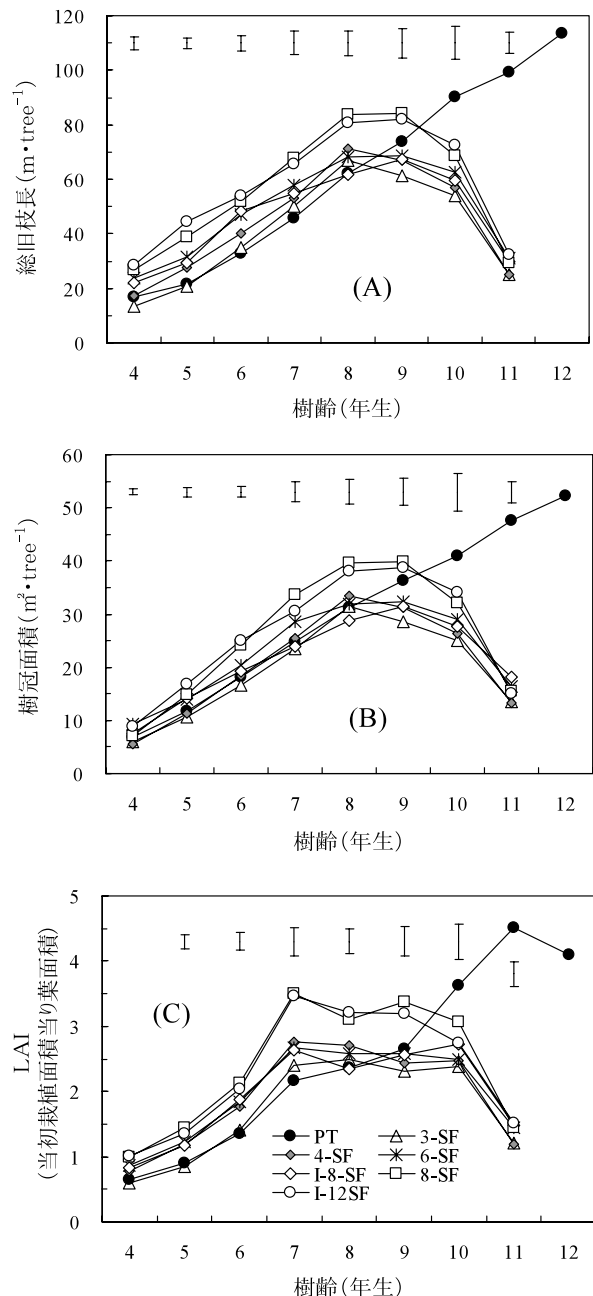 120
100
80
60
40
20
0
総旧枝長(m・tree⁻¹)
(A)
4 5 6 7 8 9 10 11 12
樹齢(年生)
60
50
40
30
20
10
0
樹冠面積(m²・tree⁻¹)
(B)
4 5 6 7 8 9 10 11 12
樹齢(年生)
5
4
3
2
1
0
LAI
(当初栽植面積当り葉面積)
(C)
PT 3-SF
4-SF 6-SF
I-8-SF 8-SF
I-12SF
4 5 6 7 8 9 10 11 12
樹齢(年生)